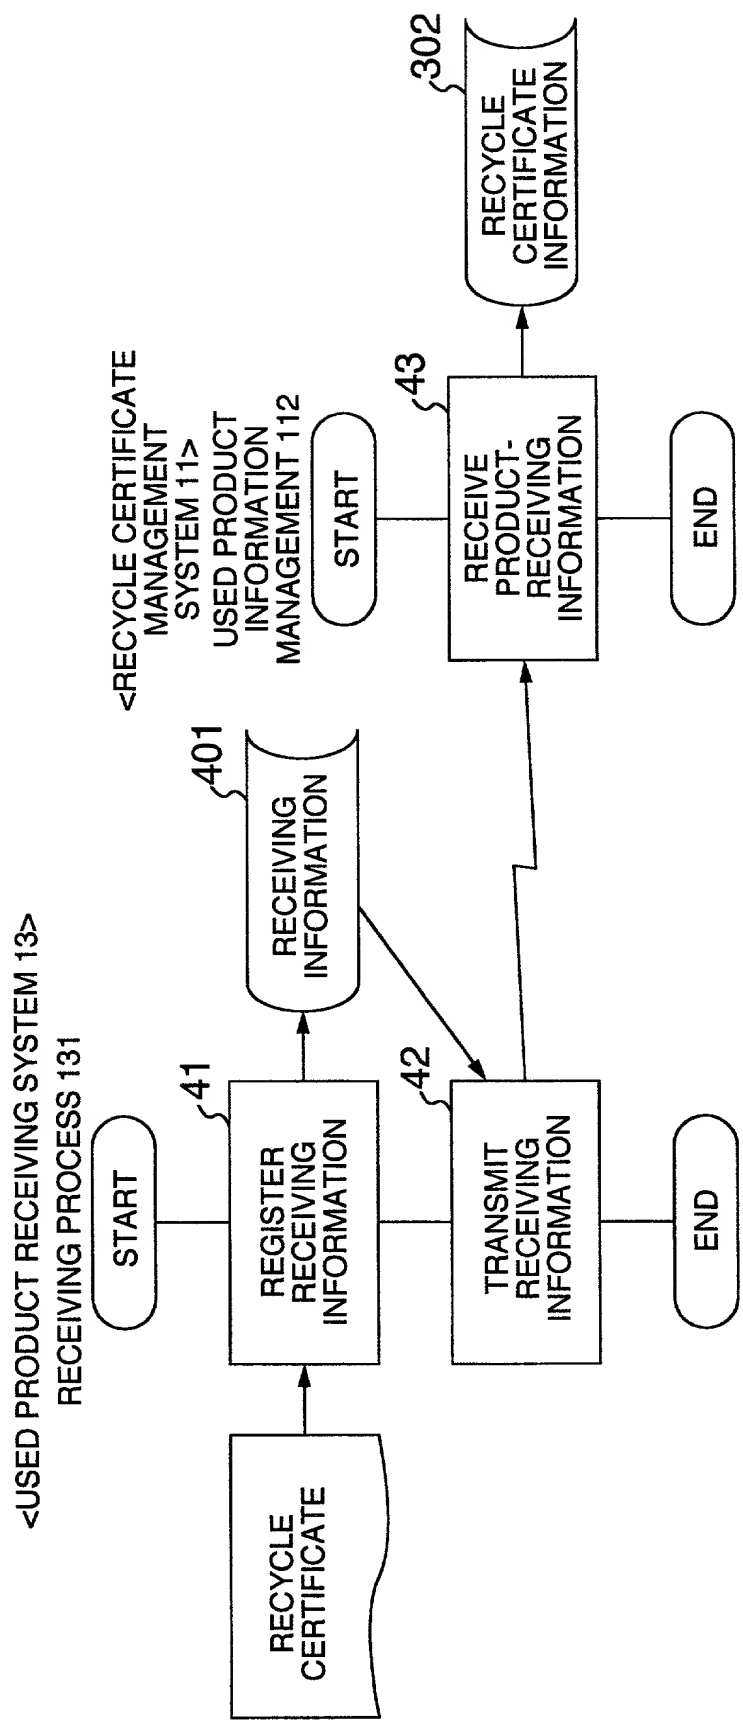 <USED PRODUCT RECEIVING SYSTEM 13>
RECEIVING PROCESS 131
START
RECYCLE
CERTIFICATE
41
REGISTER
RECEIVING
INFORMATION
401
RECEIVING
INFORMATION
42
TRANSMIT
RECEIVING
INFORMATION
END
<RECYCLE CERTIFICATE
MANAGEMENT
SYSTEM 11>
USED PRODUCT
INFORMATION
MANAGEMENT 112
START
43
RECEIVE
PRODUCT-
RECEIVING
INFORMATION
302
RECYCLE
CERTIFICATE
INFORMATION
END